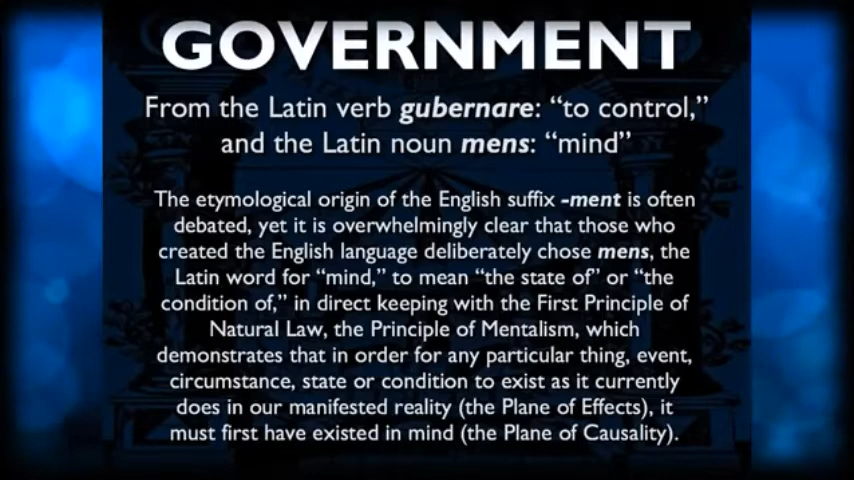 GOVERNMENT
From the Latin verb gubernare: “to control,”
and the Latin noun mens: “mind”
The etymological origin of the English suffix -ment is often
debated, yet it is overwhelmingly clear that those who
created the English language deliberately chose mens, the
Latin word for “mind,” to mean “the state of” or “the
condition of,” in direct keeping with the First Principle of
Natural Law, the Principle of Mentalism, which
demonstrates that in order for any particular thing, event,
circumstance, state or condition to exist as it currently
does in our manifested reality (the Plane of Effects), it
must first have existed in mind (the Plane of Causality).